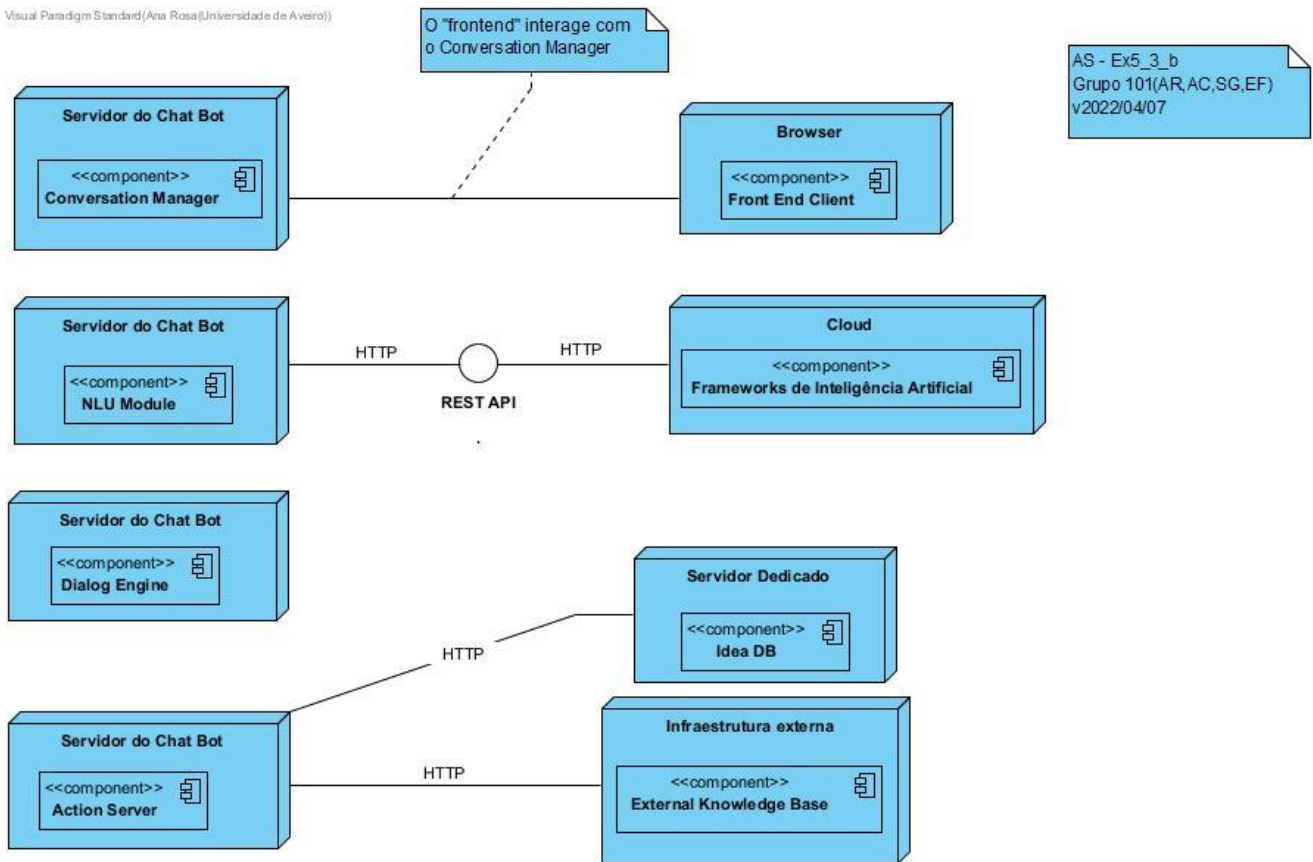 Visual Paradigm Standard(Ana Rosa(Universidade de Aveiro))
O "frontend" interage com
o Conversation Manager
AS - Ex5_3_b
Grupo 101(AR,AC,SG,EF)
v2022/04/07
Servidor do Chat Bot
<<component>>
Conversation Manager
Browser
<<component>>
Front End Client
Servidor do Chat Bot
<<component>>
NLU Module
HTTP
REST API
.
HTTP
Cloud
<<component>>
Frameworks de Inteligência Artificial
Servidor do Chat Bot
<<component>>
Dialog Engine
Servidor Dedicado
<<component>>
Idea DB
HTTP
Servidor do Chat Bot
<<component>>
Action Server
HTTP
Infraestrutura externa
<<component>>
External Knowledge Base